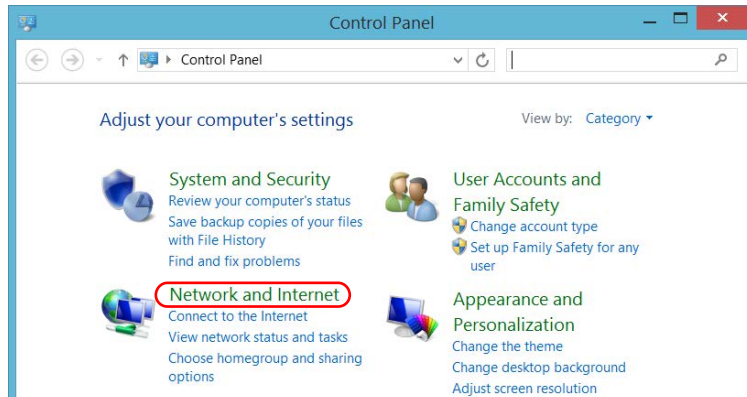 Control Panel
Control Panel
Adjust your computer's settings
View by: Category
System and Security
Review your computer's status
Save backup copies of your files
with File History
Find and fix problems
User Accounts and
Family Safety
Change account type
Set up Family Safety for any
user
Network and Internet
Connect to the Internet
View network status and tasks
Choose homegroup and sharing
options
Appearance and
Personalization
Change the theme
Change desktop background
Adjust screen resolution